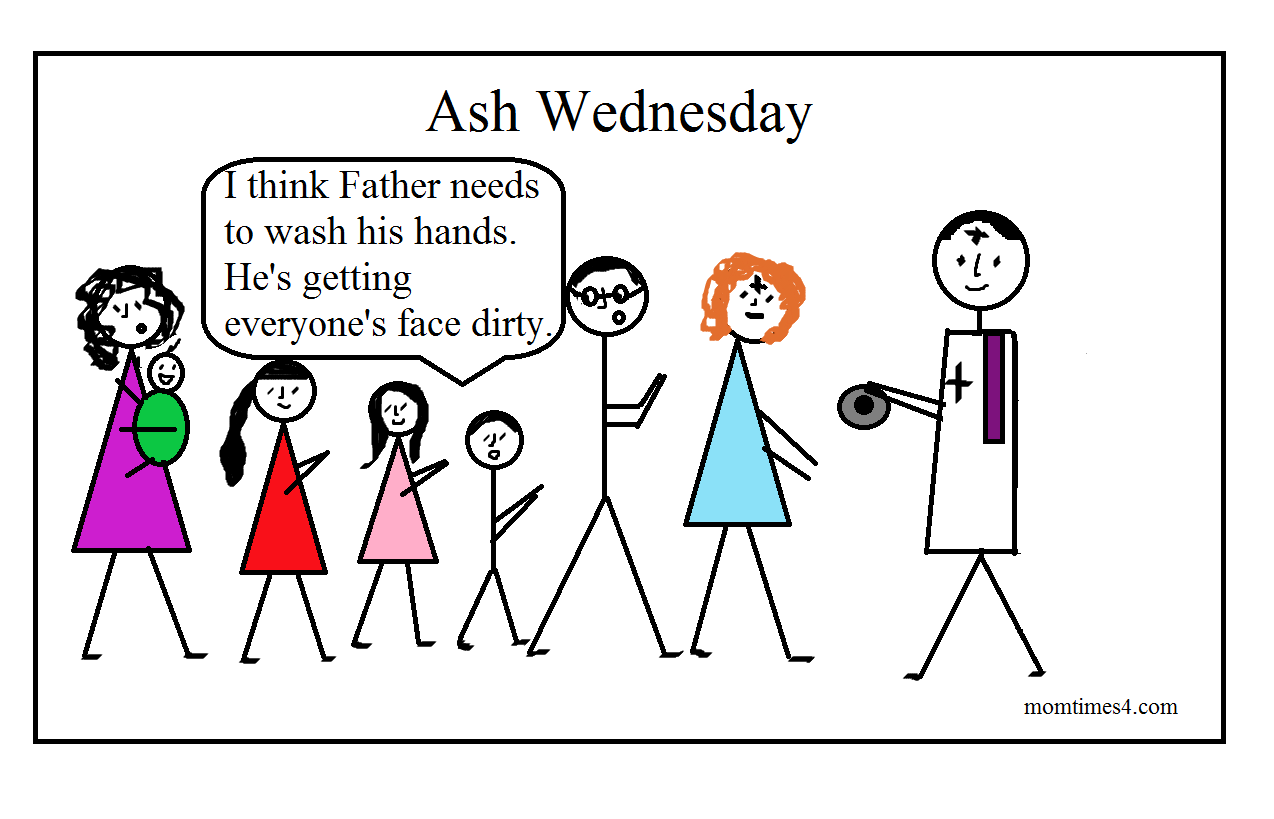 Ash Wednesday
I think Father needs
to wash his hands.
He's getting
everyone's face dirty.
momtimes4.com